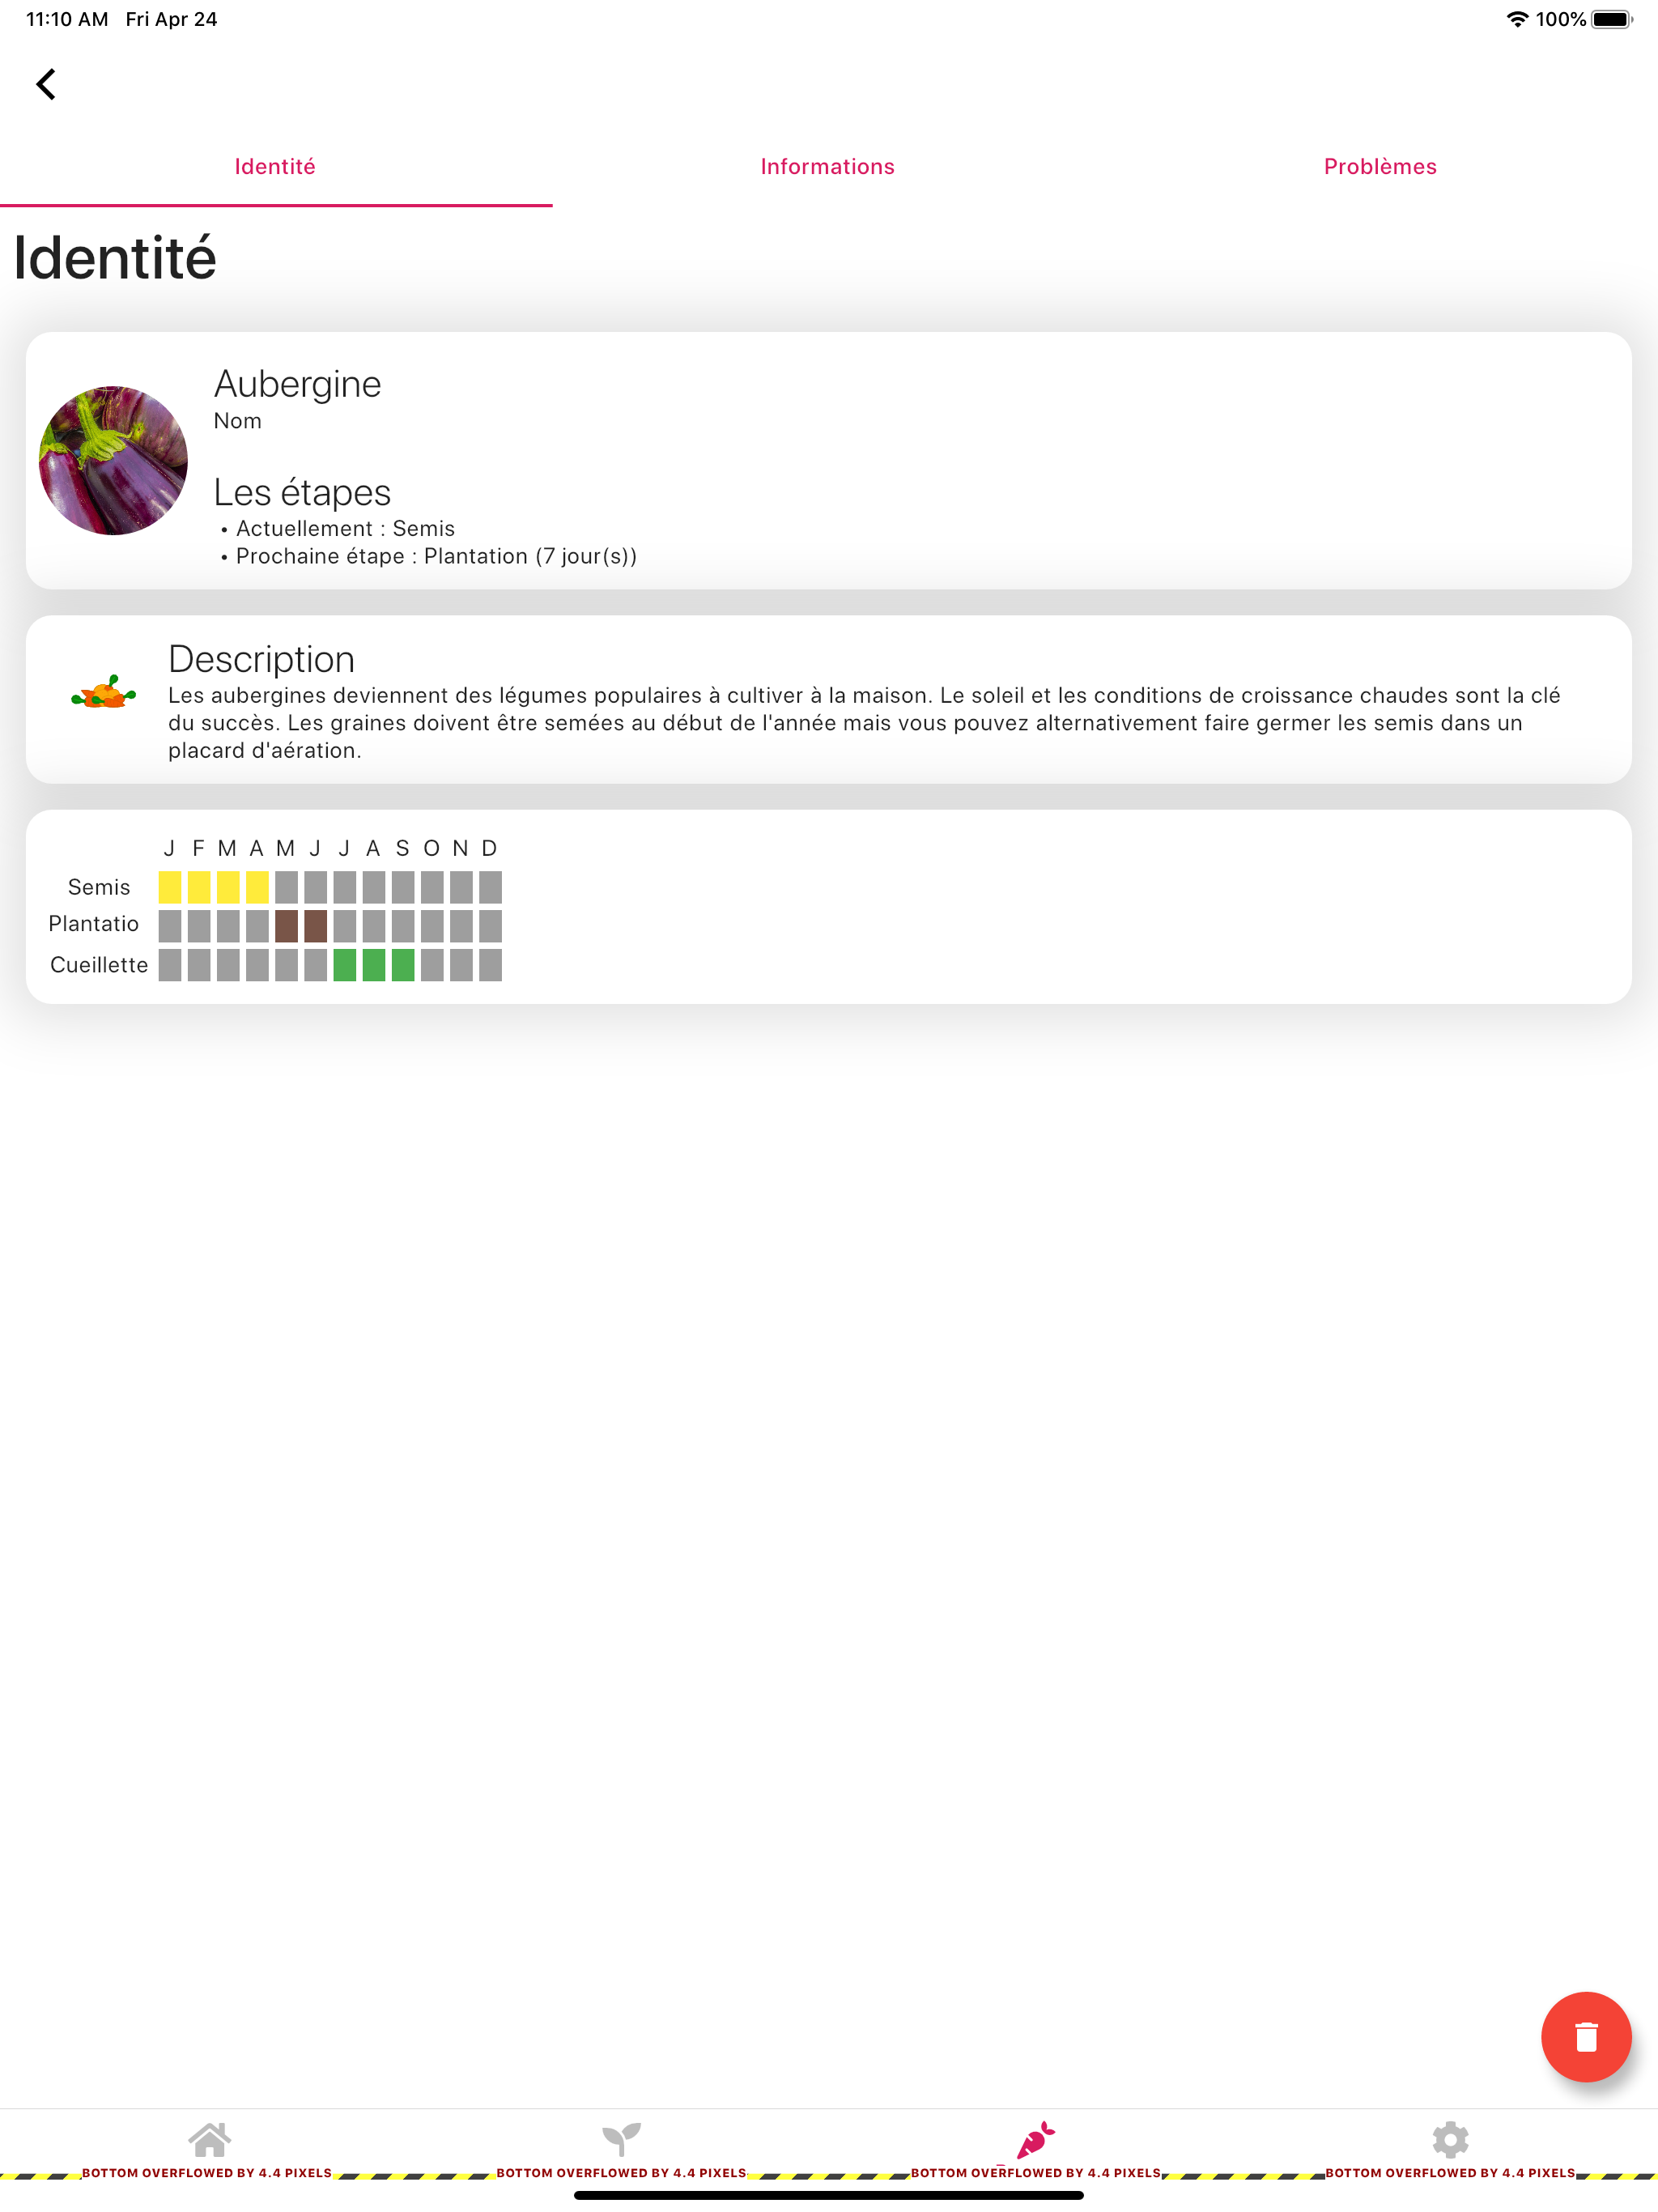 11:10 AM Fri Apr 24 100%
Identité Informations Problèmes
Identité
Aubergine
Nom
Les étapes
• Actuellement : Semis
• Prochaine étape : Plantation (7 jour(s))
Description
Les aubergines deviennent des légumes populaires à cultiver à la maison. Le soleil et les conditions de croissance chaudes sont la clé
du succès. Les graines doivent être semées au début de l'année mais vous pouvez alternativement faire germer les semis dans un
placard d'aération.
J F M A M J J A S O N D
Semis
Plantatio
Cueillette
BOTTOM OVERFLOWED BY 4.4 PIXELS BOTTOM OVERFLOWED BY 4.4 PIXELS BOTTOM OVERFLOWED BY 4.4 PIXELS BOTTOM OVERFLOWED BY 4.4 PIXELS